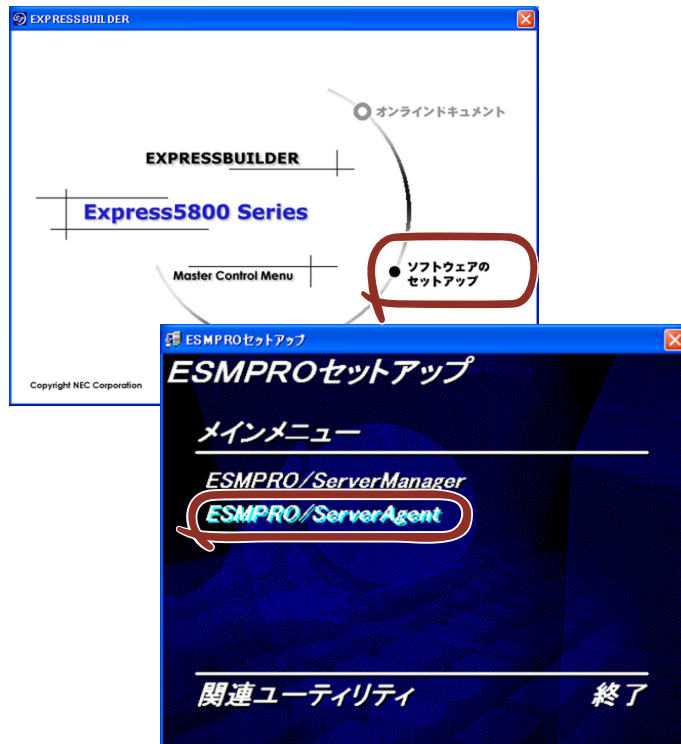 EXPRESSBUILDER
オンラインドキュメント
EXPRESSBUILDER
Express5800 Series
ソフトウェアの
セットアップ
Master Control Menu
Copyright NEC Corporation
ESMPROセットアップ
ESMPROセットアップ
メインメニュー
ESMPRO/ServerManager
ESMPRO/ServerAgent
関連ユーティリティ
終了